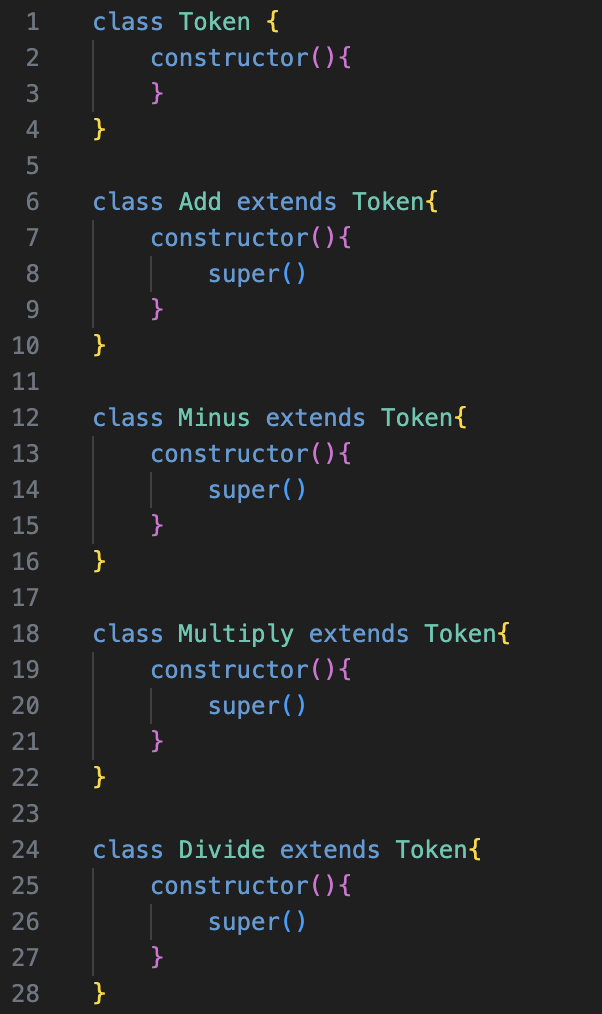 1 class Token {
2 constructor(){
3 }
4 }
5
6 class Add extends Token{
7 constructor(){
8 super()
9 }
10 }
11
12 class Minus extends Token{
13 constructor(){
14 super()
15 }
16 }
17
18 class Multiply extends Token{
19 constructor(){
20 super()
21 }
22 }
23
24 class Divide extends Token{
25 constructor(){
26 super()
27 }
28 }